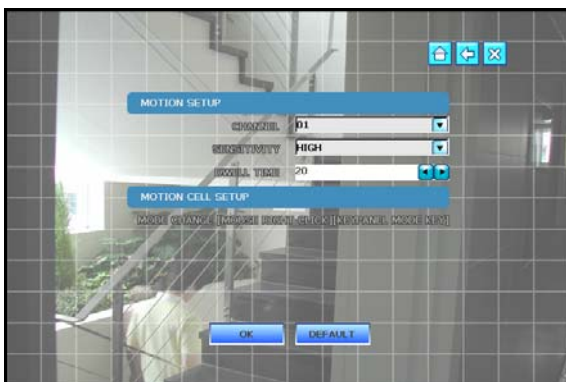 MOTION SETUP
CHANNEL 01
SENSITIVITY HIGH
DWELL TIME 20
MOTION CELL SETUP
MODE CHANGE [MOUSE RIGHT-CLICK][KEYPANEL MODE KEY]
OK DEFAULT